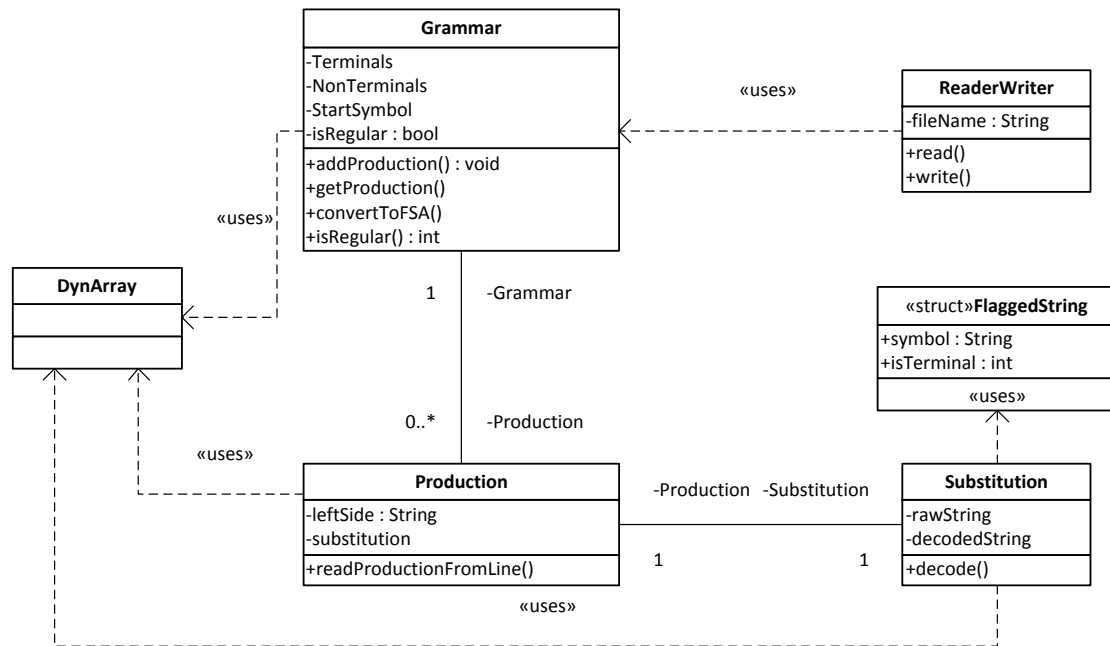 Grammar
-Terminals
-NonTerminals
-StartSymbol
-isRegular : bool
+addProduction() : void
+getProduction()
+convertToFSA()
+isRegular() : int
«uses»
ReaderWriter
-fileName : String
+read()
+write()
«uses»
DynArray
1
-Grammar
«struct»FlaggedString
+symbol : String
+isTerminal : int
«uses»
0..*
-Production
«uses»
Production
-leftSide : String
-substitution
+readProductionFromLine()
-Production
-Substitution
1
1
Substitution
-rawString
-decodedString
+decode()
«uses»